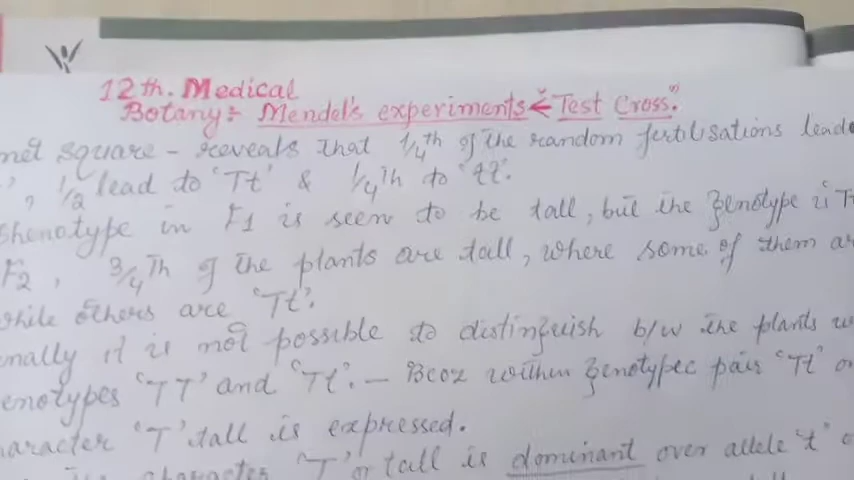 12th. Medical
Botany:- Mendel's experiments < "Test Cross."
net square - reveals that 1/4th of the random fertilisations lead
, 1/2 lead to 'Tt' & 1/4th to 'tt'.
phenotype in F1 is seen to be tall, but the genotype is T
F2, 3/4th of the plants are tall, where some of them ar
while others are 'Tt'.
nally it is not possible to distinguish b/w the plants w
enotypes 'TT' and 'Tt'. - Bcoz within genotypec pair 'Tt' o
aracter 'T' tall is expressed.
character 'T' or tall is dominant over allele 't' o